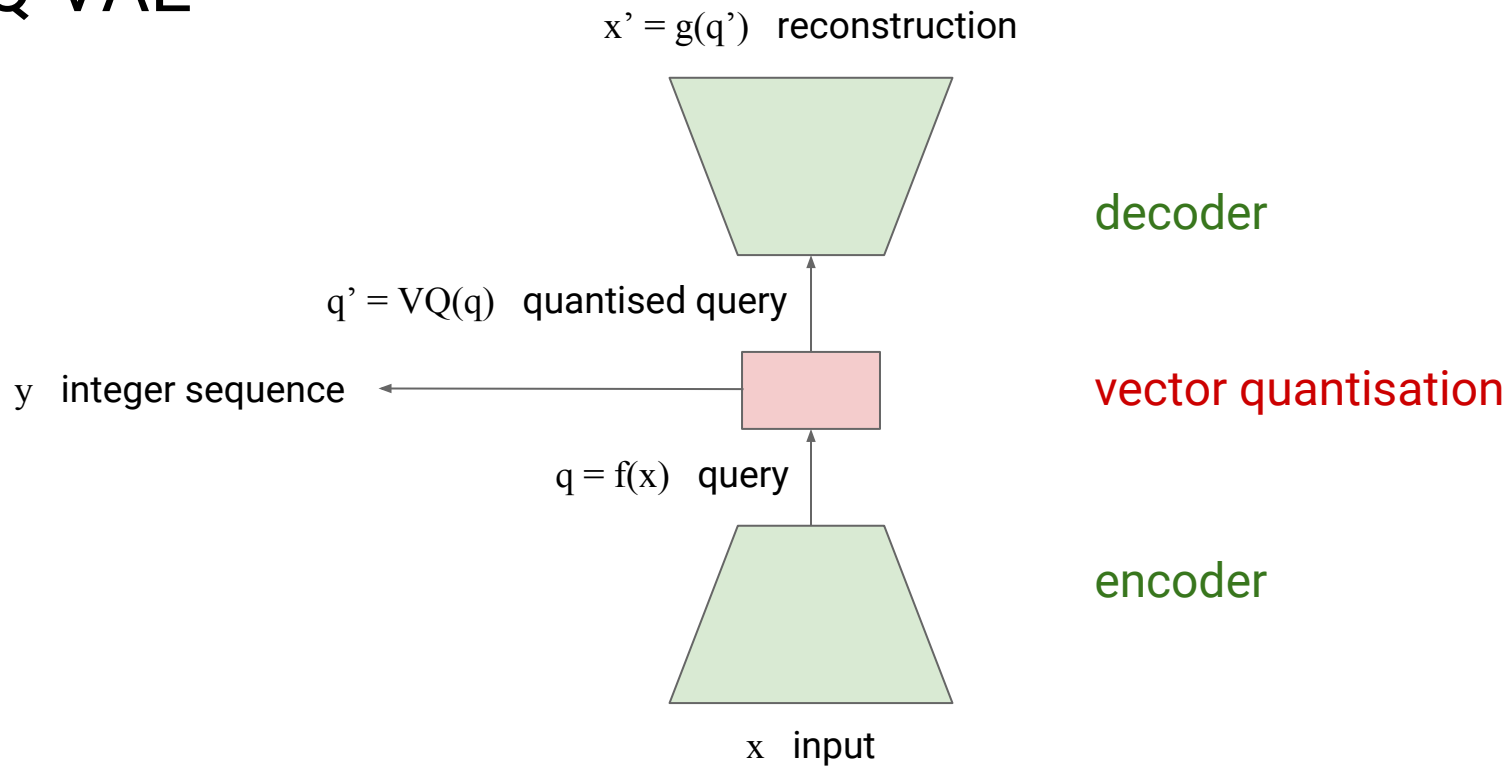 x’ = g(q’) reconstruction
decoder
q’ = VQ(q) quantised query
y integer sequence
vector quantisation
q = f(x) query
encoder
x input